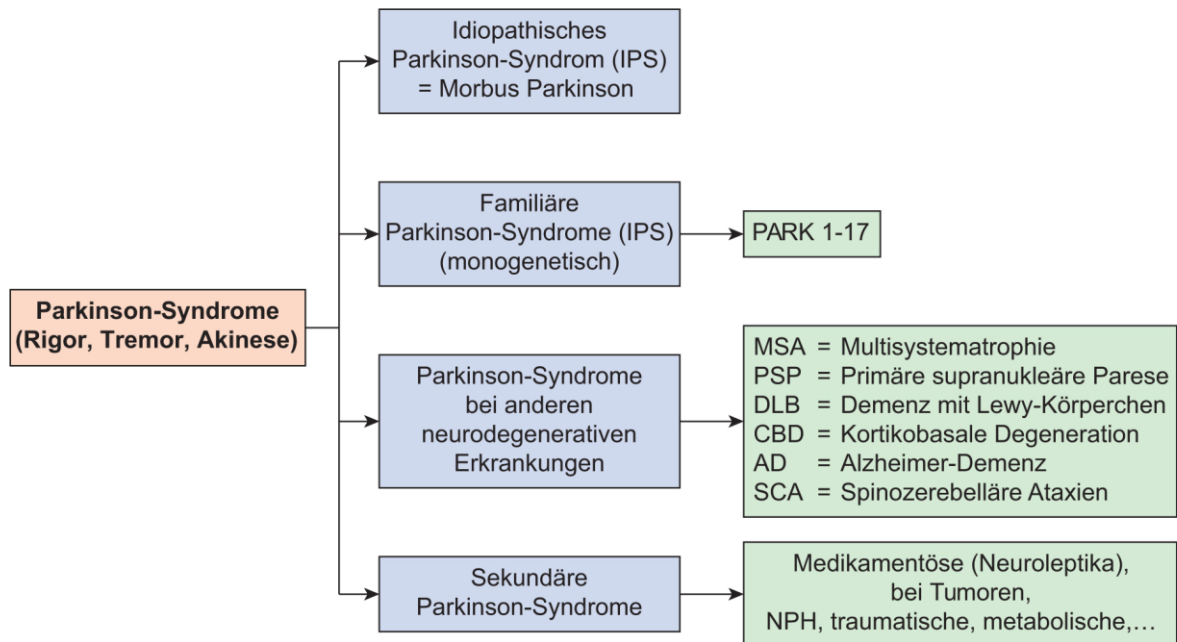 Idiopathisches
Parkinson-Syndrom (IPS)
= Morbus Parkinson
Familiäre
Parkinson-Syndrome (IPS)
(monogenetisch)
PARK 1-17
Parkinson-Syndrome
(Rigor, Tremor, Akinese)
Parkinson-Syndrome
bei anderen
neurodegenerativen
Erkrankungen
MSA = Multisystematrophie
PSP = Primäre supranukleäre Parese
DLB = Demenz mit Lewy-Körperchen
CBD = Kortikobasale Degeneration
AD = Alzheimer-Demenz
SCA = Spinozerebelläre Ataxien
Sekundäre
Parkinson-Syndrome
Medikamentöse (Neuroleptika),
bei Tumoren,
NPH, traumatische, metabolische,…